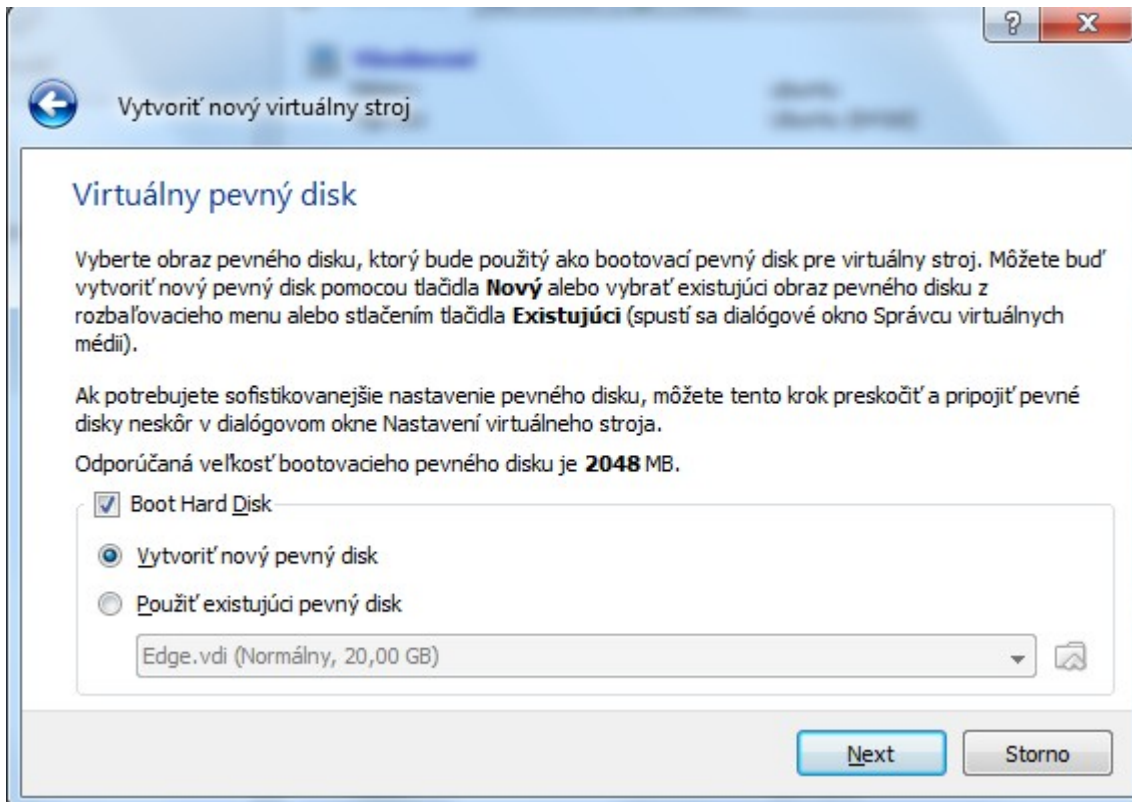 Vytvoriť nový virtuálny stroj
Virtuálny pevný disk
Vyberte obraz pevného disku, ktorý bude použitý ako bootovací pevný disk pre virtuálny stroj. Môžete buď
vytvoriť nový pevný disk pomocou tlačidla Nový alebo vybrať existujúci obraz pevného disku z
rozbaľovacieho menu alebo stlačením tlačidla Existujúci (spustí sa dialógové okno Správcu virtuálnych
médii).
Ak potrebujete sofistikovanejšie nastavenie pevného disku, môžete tento krok preskočiť a pripojiť pevné
disky neskôr v dialógovom okne Nastavení virtuálneho stroja.
Odporúčaná veľkosť bootovacieho pevného disku je 2048 MB.
Boot Hard Disk
Vytvoriť nový pevný disk
Použiť existujúci pevný disk
Edge.vdi (Normálny, 20,00 GB)
Next Storno